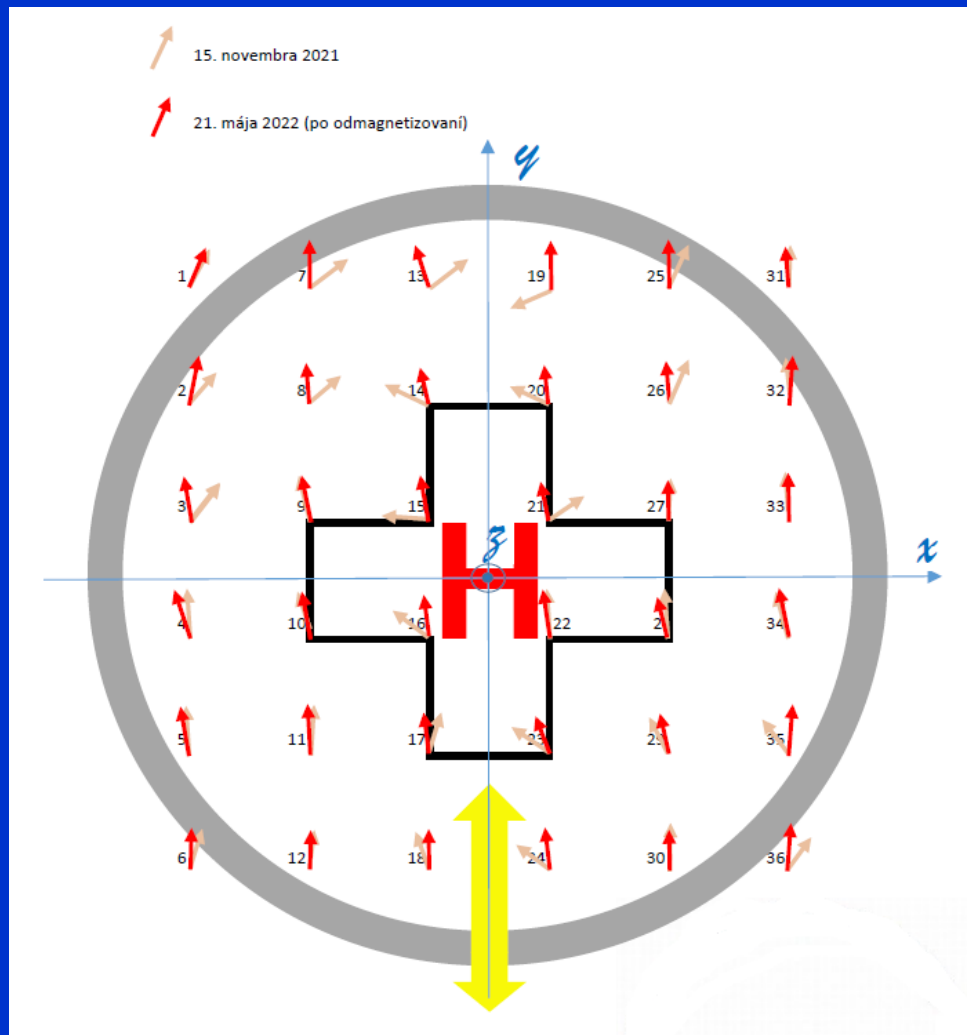 15. novembra 2021
21. mája 2022 (po odmagnetizovaní)
y
1 7 13 19 25 31
2 8 14 20 26 32
3 9 15 21 27 33
z
x
H
4 10 16 22 34
5 11 17 23 29 35
6 12 18 24 30 36